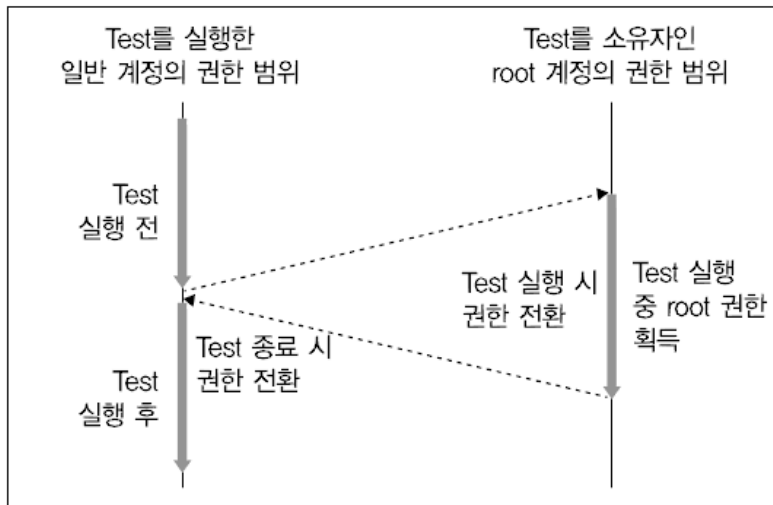 Test를 실행한
일반 계정의 권한 범위
Test를 소유자인
root 계정의 권한 범위
Test
실행 전
Test 실행 시
권한 전환
Test 실행
중 root 권한
획득
Test 종료 시
권한 전환
Test
실행 후